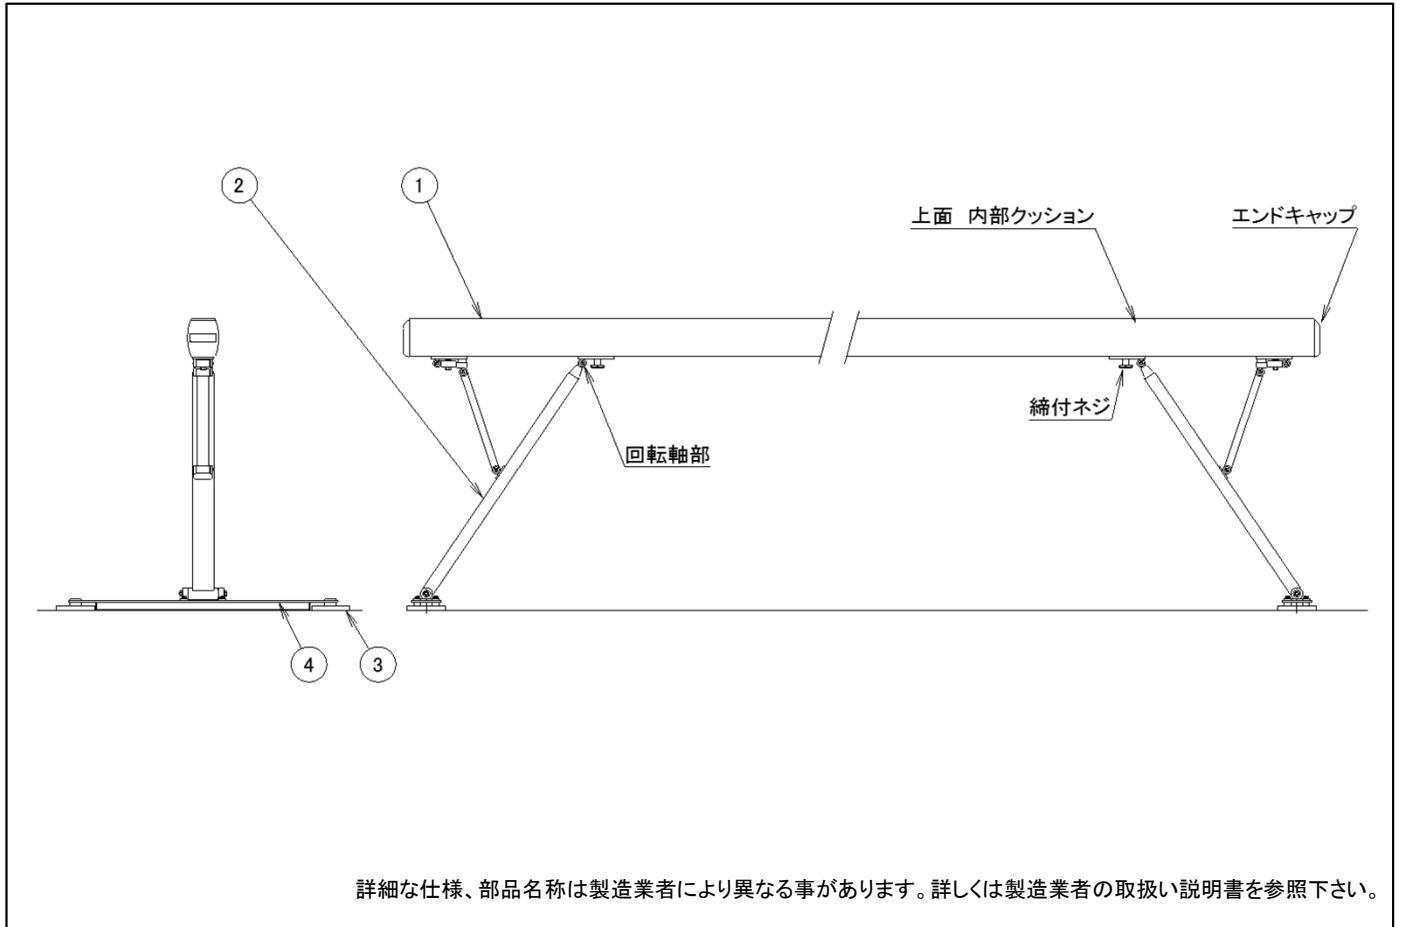 ② ①
上面 内部クッション
エンドキャップ
締付ネジ
回転軸部
④ ③
詳細な仕様、部品名称は製造業者により異なる事があります。詳しくは製造業者の取扱い説明書を参照下さい。